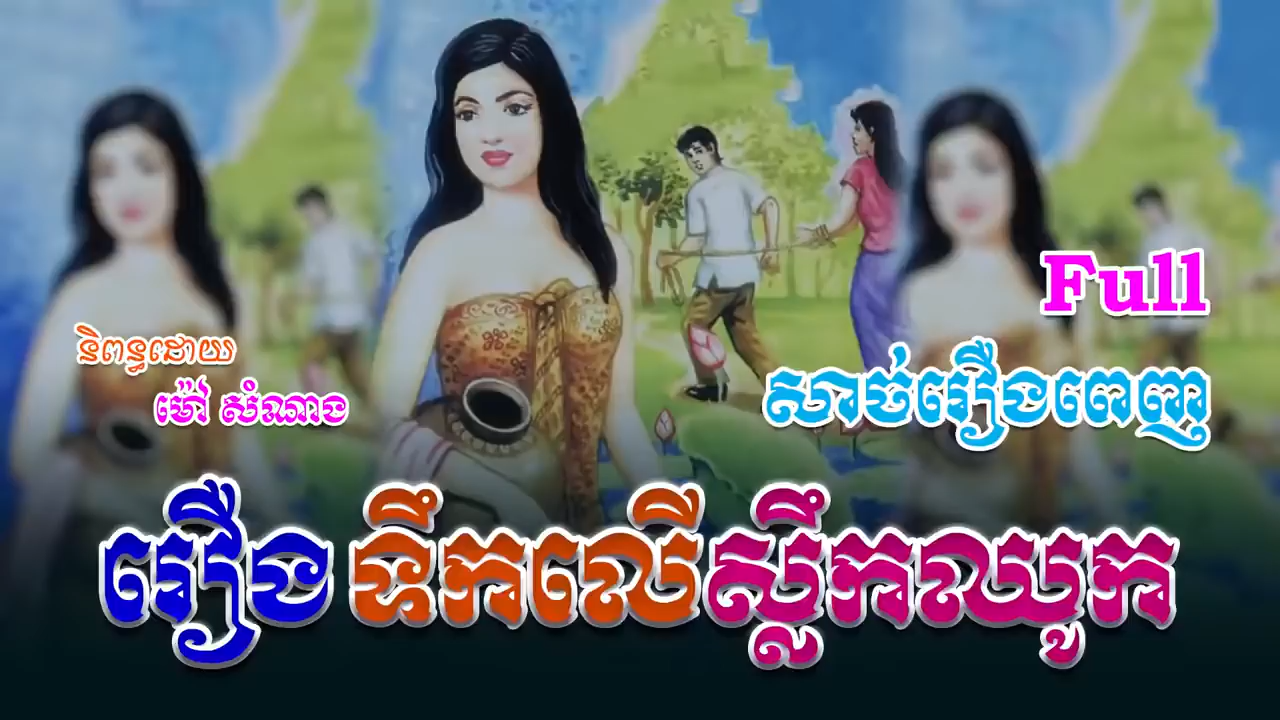 Full
និពន្ធដោយ
ម៉ៅ សំណាង
សាច់រឿងពេញ
រឿង ទឹកលើស្លឹកឈូក